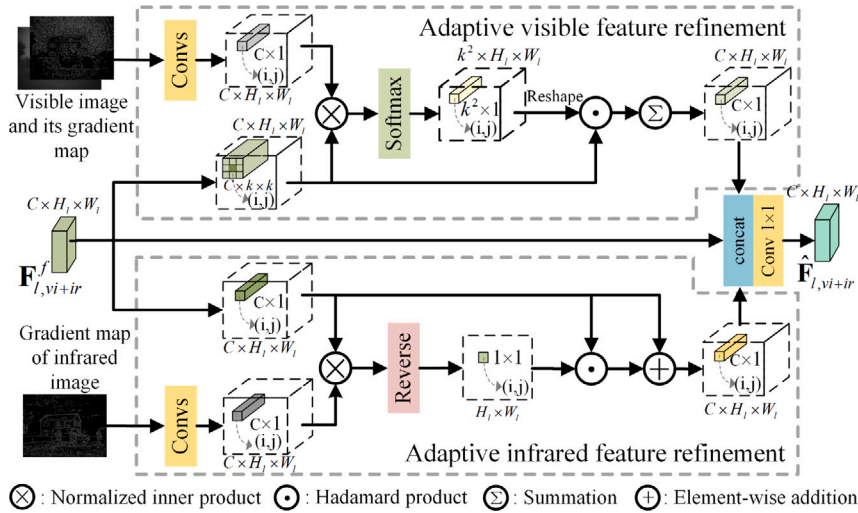 Adaptive visible feature refinement
Visible image
and its gradient
map
Convs
C×1
(i,j)
C×H_l×W_l
C×H_l×W_l
C×k×k
(i,j)
Softmax
k²×H_l×W_l
k²×1
(i,j)
Reshape
Σ
C×H_l×W_l
C×1
(i,j)
C×H_l×W_l
F^f_{l,vi+ir}
concat
Conv 1×1
C×H_l×W_l
F̂_{l,vi+ir}
Gradient map
of infrared
image
C×1
(i,j)
C×H_l×W_l
Convs
C×1
(i,j)
C×H_l×W_l
Reverse
1×1
(i,j)
H_l×W_l
C×1
(i,j)
C×H_l×W_l
Adaptive infrared feature refinement
⊗: Normalized inner product ⊙: Hadamard product Σ: Summation ⊕: Element-wise addition